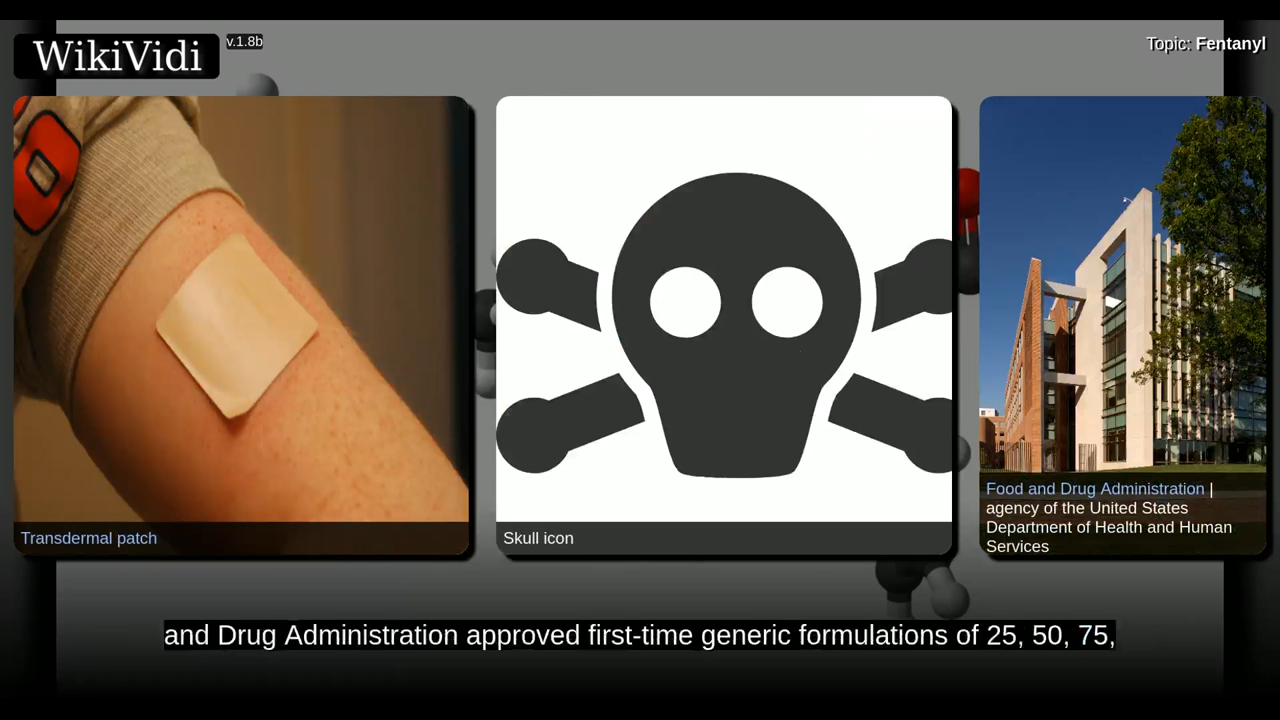 WikiVidi
v.1.8b
Topic: Fentanyl
Transdermal patch
Skull icon
Food and Drug Administration |
agency of the United States
Department of Health and Human
Services
and Drug Administration approved first-time generic formulations of 25, 50, 75,